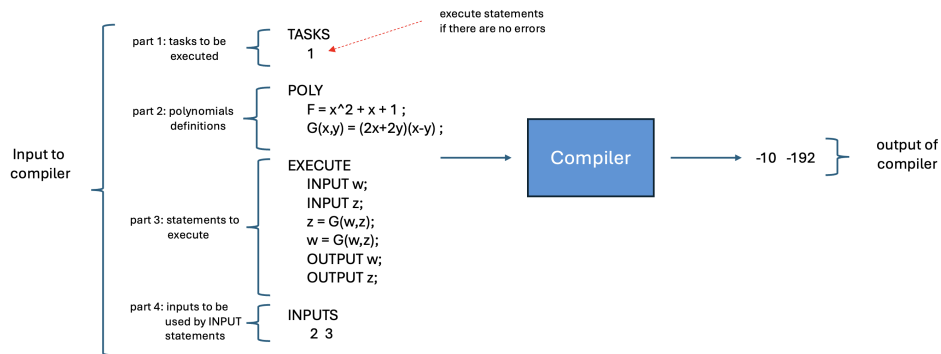 execute statements
if there are no errors
part 1: tasks to be
executed
TASKS
1
part 2: polynomials
definitions
POLY
F = x^2 + x + 1 ;
G(x,y) = (2x+2y)(x-y) ;
Input to
compiler
part 3: statements to
execute
EXECUTE
INPUT w;
INPUT z;
z = G(w,z);
w = G(w,z);
OUTPUT w;
OUTPUT z;
part 4: inputs to be
used by INPUT
statements
INPUTS
2 3
Compiler
-10 -192
output of
compiler